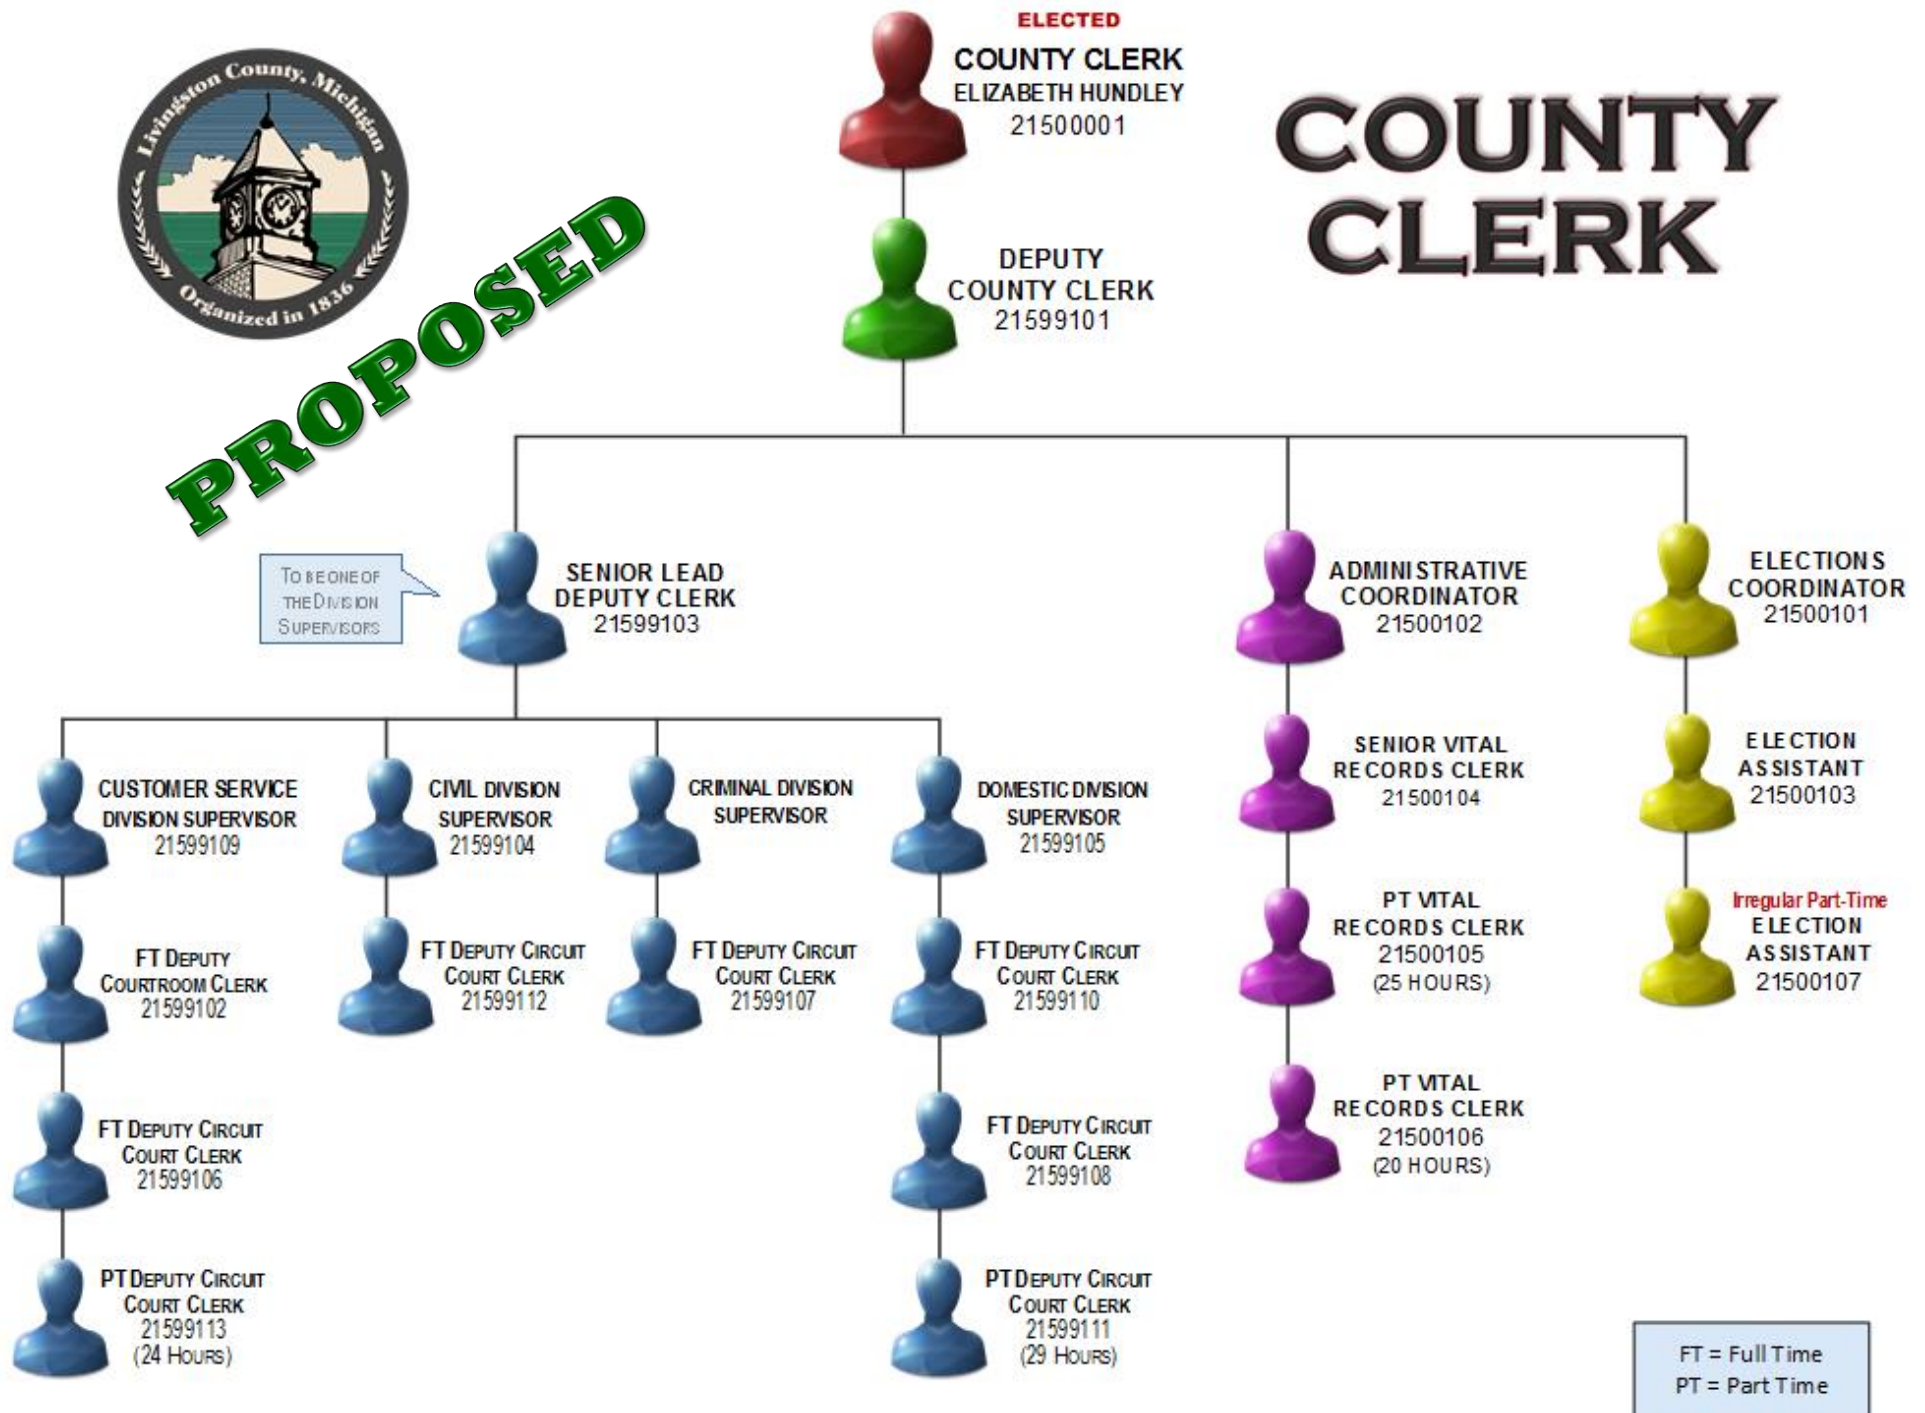 Livingston County, Michigan
Organized in 1836
PROPOSED
ELECTED
COUNTY CLERK
ELIZABETH HUNDLEY
21500001
COUNTY
CLERK
DEPUTY
COUNTY CLERK
21599101
TO BE ONE OF
THE DIVISION
SUPERVISORS
SENIOR LEAD
DEPUTY CLERK
21599103
ADMINISTRATIVE
COORDINATOR
21500102
ELECTIONS
COORDINATOR
21500101
CUSTOMER SERVICE
DIVISION SUPERVISOR
21599109
CIVIL DIVISION
SUPERVISOR
21599104
CRIMINAL DIVISION
SUPERVISOR
DOMESTIC DIVISION
SUPERVISOR
21599105
SENIOR VITAL
RECORDS CLERK
21500104
ELECTION
ASSISTANT
21500103
FT DEPUTY
COURTROOM CLERK
21599102
FT DEPUTY CIRCUIT
COURT CLERK
21599112
FT DEPUTY CIRCUIT
COURT CLERK
21599107
FT DEPUTY CIRCUIT
COURT CLERK
21599110
PT VITAL
RECORDS CLERK
21500105
(25 HOURS)
Irregular Part-Time
ELECTION
ASSISTANT
21500107
FT DEPUTY CIRCUIT
COURT CLERK
21599106
FT DEPUTY CIRCUIT
COURT CLERK
21599108
PT VITAL
RECORDS CLERK
21500106
(20 HOURS)
PT DEPUTY CIRCUIT
COURT CLERK
21599113
(24 HOURS)
PT DEPUTY CIRCUIT
COURT CLERK
21599111
(29 HOURS)
FT = Full Time
PT = Part Time